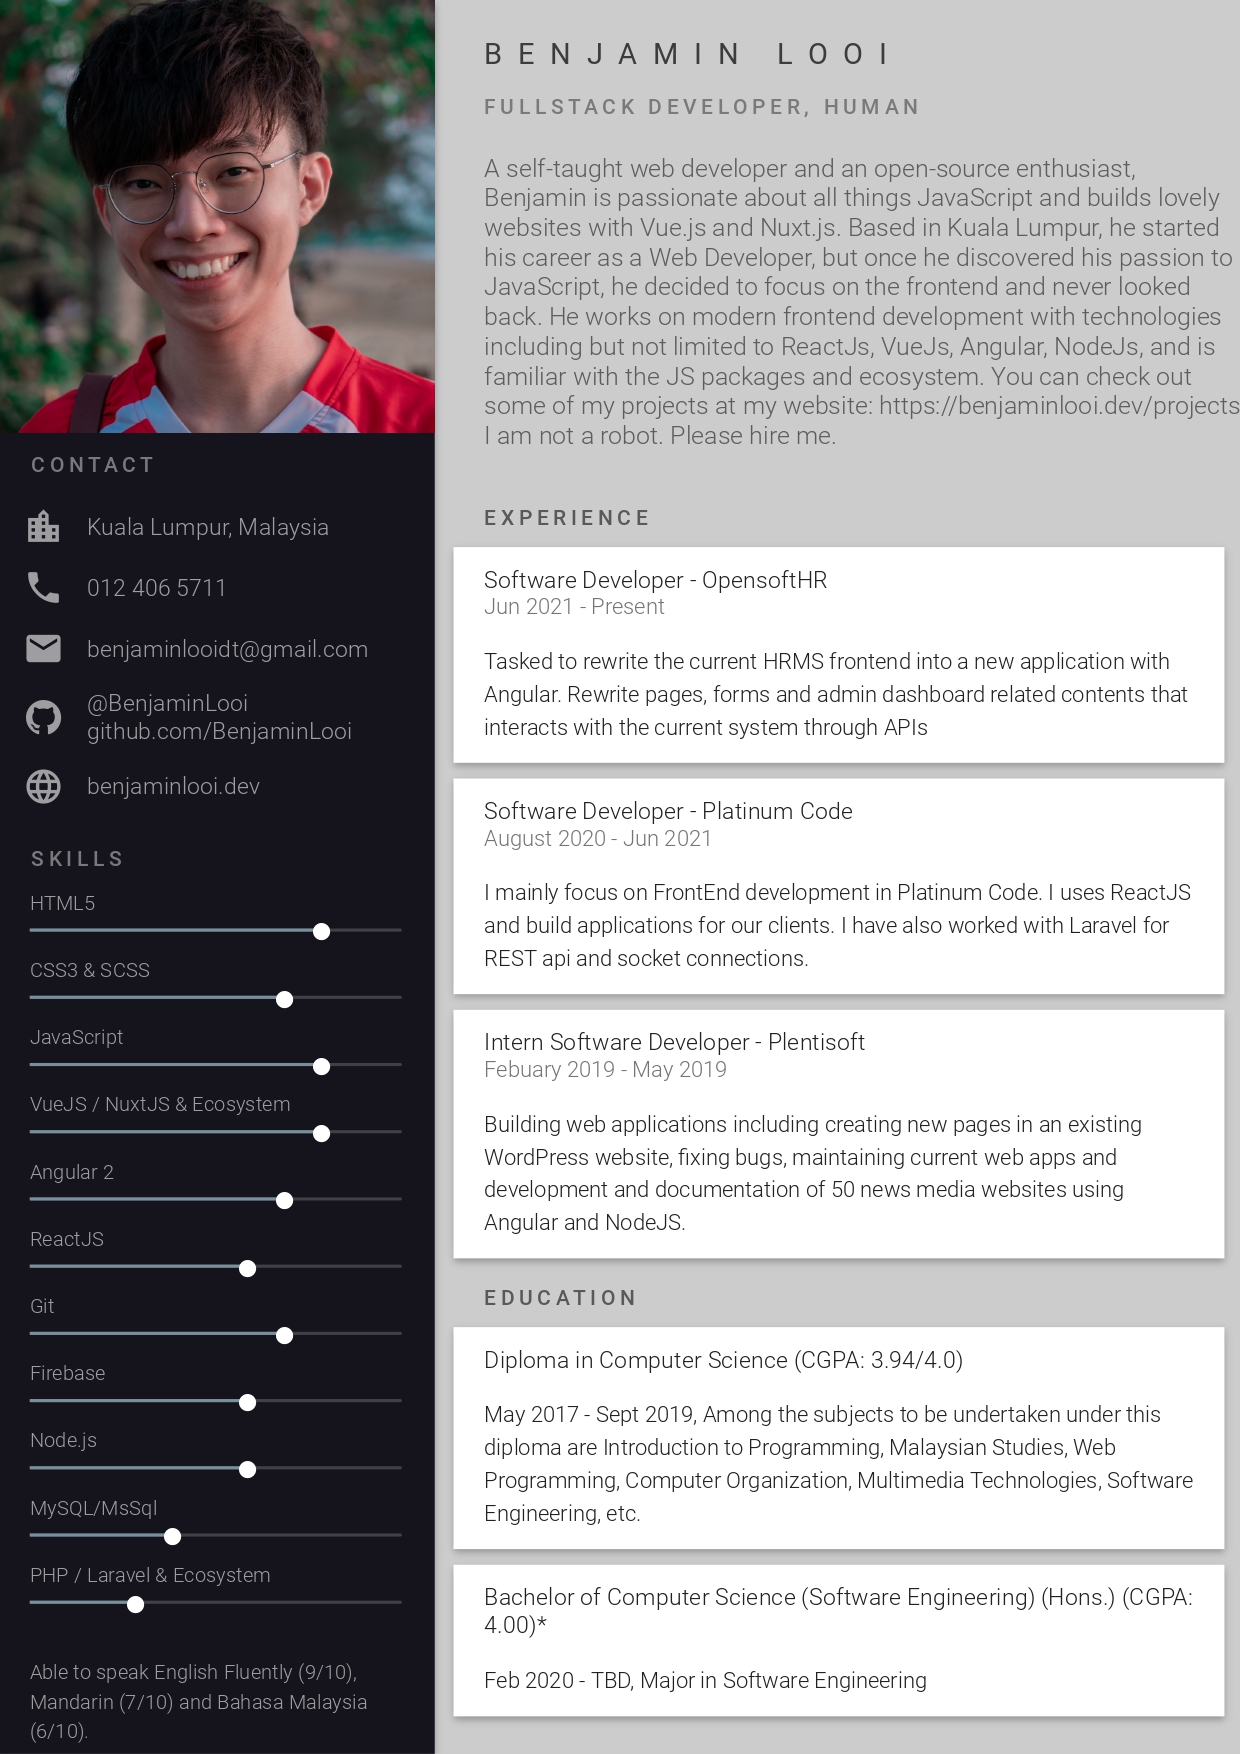 BENJAMIN LOOI
FULLSTACK DEVELOPER, HUMAN
A self-taught web developer and an open-source enthusiast,
Benjamin is passionate about all things JavaScript and builds lovely
websites with Vue.js and Nuxt.js. Based in Kuala Lumpur, he started
his career as a Web Developer, but once he discovered his passion to
JavaScript, he decided to focus on the frontend and never looked
back. He works on modern frontend development with technologies
including but not limited to ReactJs, VueJs, Angular, NodeJs, and is
familiar with the JS packages and ecosystem. You can check out
some of my projects at my website: https://benjaminlooi.dev/projects
I am not a robot. Please hire me.
CONTACT
Kuala Lumpur, Malaysia
012 406 5711
benjaminlooidt@gmail.com
@BenjaminLooi
github.com/BenjaminLooi
benjaminlooi.dev
SKILLS
HTML5
CSS3 & SCSS
JavaScript
VueJS / NuxtJS & Ecosystem
Angular 2
ReactJS
Git
Firebase
Node.js
MySQL/MsSql
PHP / Laravel & Ecosystem
Able to speak English Fluently (9/10),
Mandarin (7/10) and Bahasa Malaysia
(6/10).
EXPERIENCE
Software Developer - OpensoftHR
Jun 2021 - Present
Tasked to rewrite the current HRMS frontend into a new application with
Angular. Rewrite pages, forms and admin dashboard related contents that
interacts with the current system through APIs
Software Developer - Platinum Code
August 2020 - Jun 2021
I mainly focus on FrontEnd development in Platinum Code. I uses ReactJS
and build applications for our clients. I have also worked with Laravel for
REST api and socket connections.
Intern Software Developer - Plentisoft
Febuary 2019 - May 2019
Building web applications including creating new pages in an existing
WordPress website, fixing bugs, maintaining current web apps and
development and documentation of 50 news media websites using
Angular and NodeJS.
EDUCATION
Diploma in Computer Science (CGPA: 3.94/4.0)
May 2017 - Sept 2019, Among the subjects to be undertaken under this
diploma are Introduction to Programming, Malaysian Studies, Web
Programming, Computer Organization, Multimedia Technologies, Software
Engineering, etc.
Bachelor of Computer Science (Software Engineering) (Hons.) (CGPA:
4.00)*
Feb 2020 - TBD, Major in Software Engineering